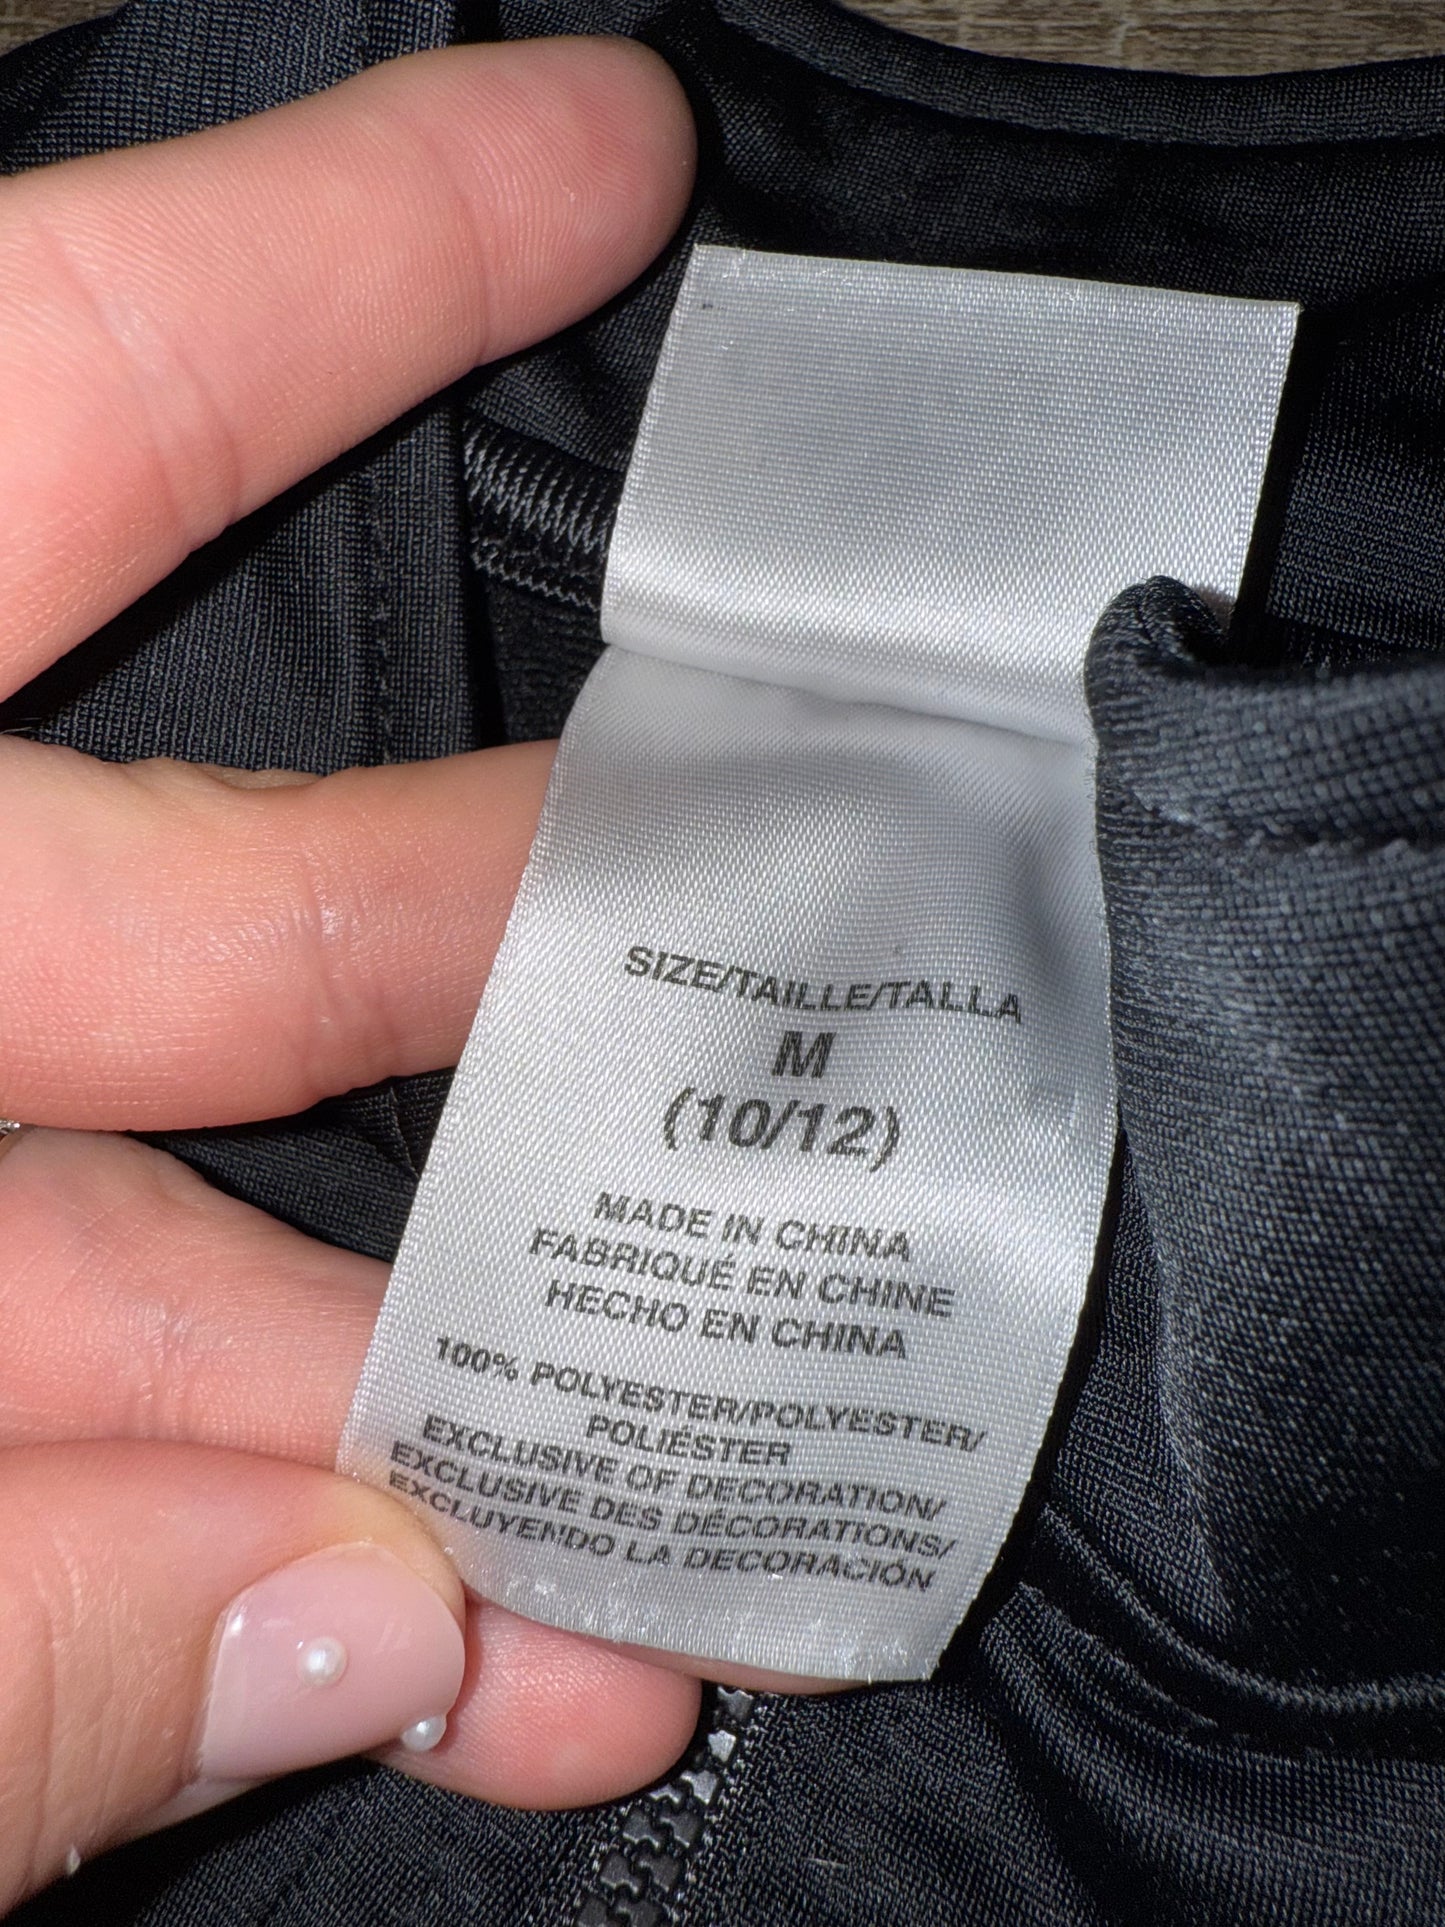 SIZE/TAILLE/TALLA
M
(10/12)
MADE IN CHINA
FABRIQUÉ EN CHINE
HECHO EN CHINA
100% POLYESTER/POLYESTER/
POLIÉSTER
EXCLUSIVE OF DECORATION/
EXCLUSIVE DES DÉCORATIONS/
EXCLUYENDO LA DECORACIÓN